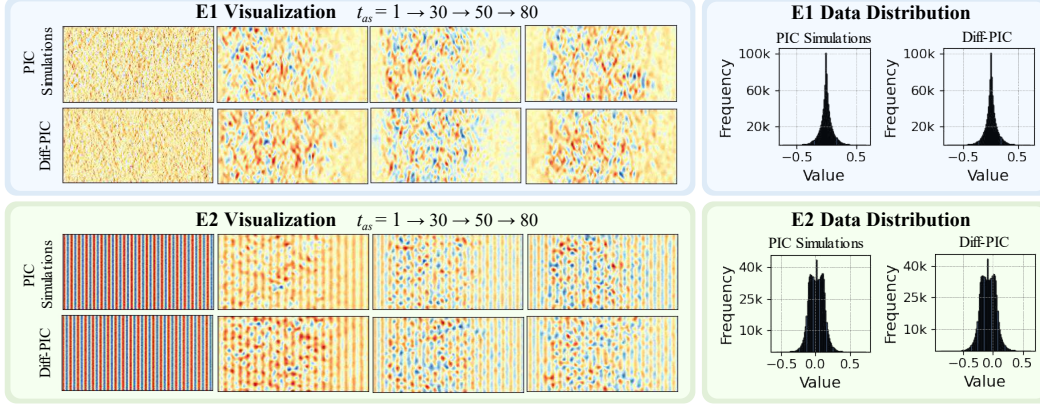 E1 Visualization t_as = 1 → 30 → 50 → 80
PIC
Simulations
Diff-PIC
E1 Data Distribution
PIC Simulations
Diff-PIC
Frequency
100k
60k
20k
−0.5
0.5
Value
Frequency
100k
60k
20k
−0.5
0.5
Value
E2 Visualization t_as = 1 → 30 → 50 → 80
PIC
Simulations
Diff-PIC
E2 Data Distribution
PIC Simulations
Diff-PIC
Frequency
40k
25k
10k
−0.5 0.0 0.5
Value
Frequency
40k
25k
10k
−0.5 0.0 0.5
Value